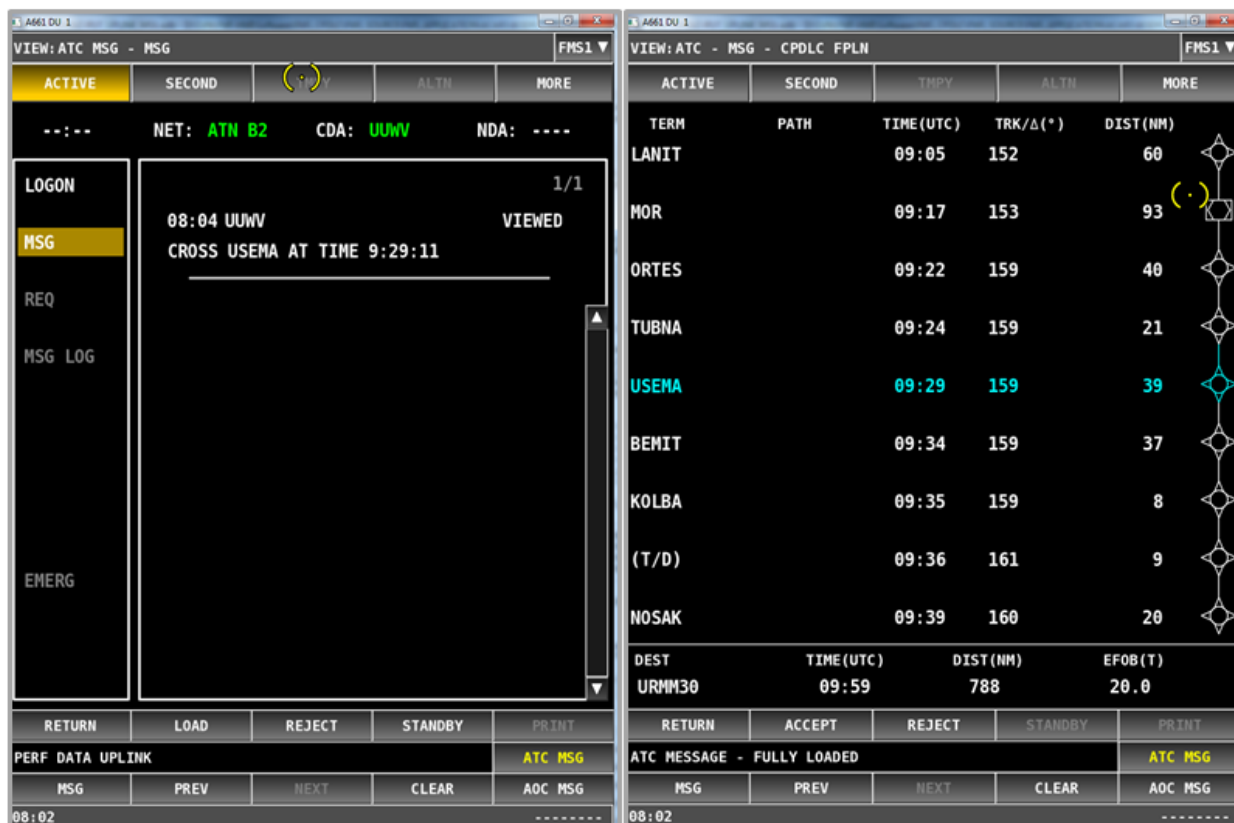 A661 DU 1
VIEW:ATC MSG - MSG FMS1 ▼
ACTIVE SECOND TMPY ALTN MORE
--:-- NET: ATN B2 CDA: UUWV NDA: ----
LOGON
MSG
REQ
MSG LOG
EMERG
1/1
08:04 UUWV VIEWED
CROSS USEMA AT TIME 9:29:11
RETURN LOAD REJECT STANDBY PRINT
PERF DATA UPLINK ATC MSG
MSG PREV NEXT CLEAR AOC MSG
08:02 --------
A661 DU 1
VIEW:ATC - MSG - CPDLC FPLN FMS1 ▼
ACTIVE SECOND TMPY ALTN MORE
TERM PATH TIME(UTC) TRK/Δ(°) DIST(NM)
LANIT 09:05 152 60
MOR 09:17 153 93
ORTES 09:22 159 40
TUBNA 09:24 159 21
USEMA 09:29 159 39
BEMIT 09:34 159 37
KOLBA 09:35 159 8
(T/D) 09:36 161 9
NOSAK 09:39 160 20
DEST TIME(UTC) DIST(NM) EFOB(T)
URMM30 09:59 788 20.0
RETURN ACCEPT REJECT STANDBY PRINT
ATC MESSAGE - FULLY LOADED ATC MSG
MSG PREV NEXT CLEAR AOC MSG
08:02 --------